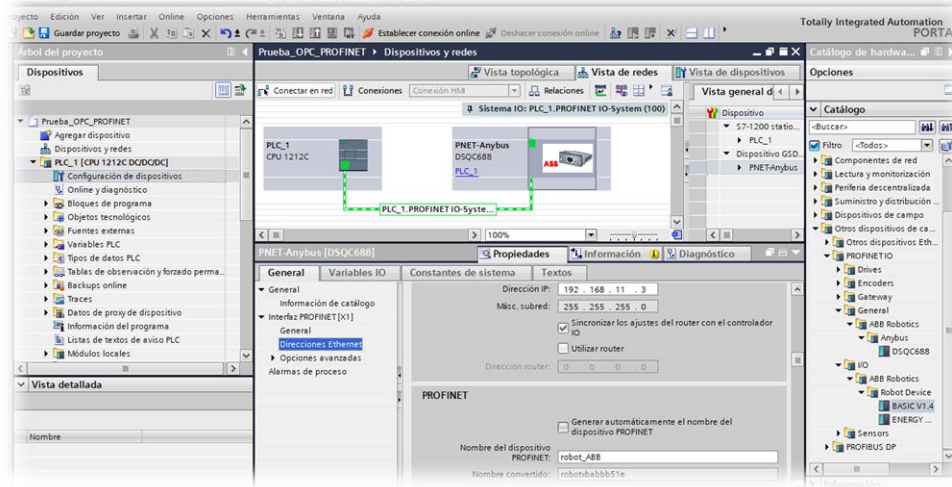 Proyecto Edición Ver Insertar Online Opciones Herramientas Ventana Ayuda
Guardar proyecto
Establecer conexión online
Deshacer conexión online
Totally Integrated Automation
PORTA
Árbol del proyecto
Dispositivos
Prueba_OPC_PROFINET
Agregar dispositivo
Dispositivos y redes
PLC_1 [CPU 1212C DC/DC/DC]
Configuración de dispositivos
Online y diagnóstico
Bloques de programa
Objetos tecnológicos
Fuentes externas
Variables PLC
Tipos de datos PLC
Tablas de observación y forzado perma...
Backups online
Traces
Datos de proxy de dispositivo
Información del programa
Listas de textos de aviso PLC
Módulos locales
Vista detallada
Nombre
Prueba_OPC_PROFINET Dispositivos y redes
Vista topológica
Vista de redes
Vista de dispositivos
Conectar en red
Conexiones
Conexión HMI
Relaciones
Sistema IO: PLC_1.PROFINET IO-System (100)
PLC_1
CPU 1212C
PNET-Anybus
DSQC688
PLC_1
ABB
PLC_1.PROFINET IO-Syste...
100%
Vista general d
Dispositivo
S7-1200 statio...
PLC_1
Dispositivo GSD...
PNET-Anybus
PNET-Anybus [DSQC688]
Propiedades
Información
Diagnóstico
General
Variables IO
Constantes de sistema
Textos
General
Información de catálogo
Interfaz PROFINET [X1]
General
Direcciones Ethernet
Opciones avanzadas
Alarmas de proceso
Dirección IP: 192 . 168 . 11 . 3
Másc. subred: 255 . 255 . 255 . 0
Sincronizar los ajustes del router con el controlador
IO
Utilizar router
Dirección router: 0 . 0 . 0 . 0
PROFINET
Generar automáticamente el nombre del
dispositivo PROFINET
Nombre del dispositivo
PROFINET: robot_ABB
Nombre convertido: robotxbabbb51e
Catálogo de hardwa...
Opciones
Catálogo
<Buscar>
Filtro <Todos>
Componentes de red
Lectura y monitorización
Periferia descentralizada
Suministro y distribución ...
Dispositivos de campo
Otros dispositivos de ca...
Otros dispositivos Eth...
PROFINET IO
Drives
Encoders
Gateway
General
ABB Robotics
Anybus
DSQC688
I/O
ABB Robotics
Robot Device
BASIC V1.4
ENERGY ...
Sensors
PROFIBUS DP
Información